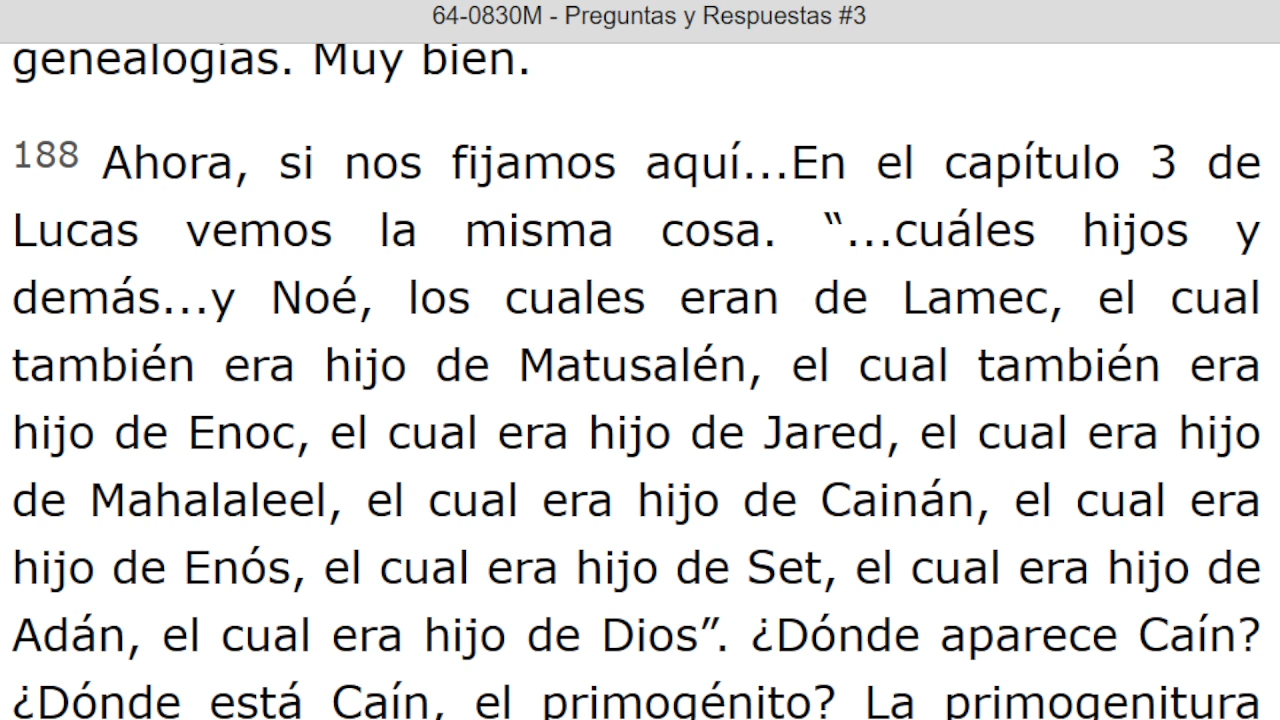 64-0830M - Preguntas y Respuestas #3
genealogías. Muy bien.
188 Ahora, si nos fijamos aquí...En el capítulo 3 de
Lucas vemos la misma cosa. “...cuáles hijos y
demás...y Noé, los cuales eran de Lamec, el cual
también era hijo de Matusalén, el cual también era
hijo de Enoc, el cual era hijo de Jared, el cual era hijo
de Mahalaleel, el cual era hijo de Cainán, el cual era
hijo de Enós, el cual era hijo de Set, el cual era hijo de
Adán, el cual era hijo de Dios”. ¿Dónde aparece Caín?
¿Dónde está Caín, el primogénito? La primogenitura